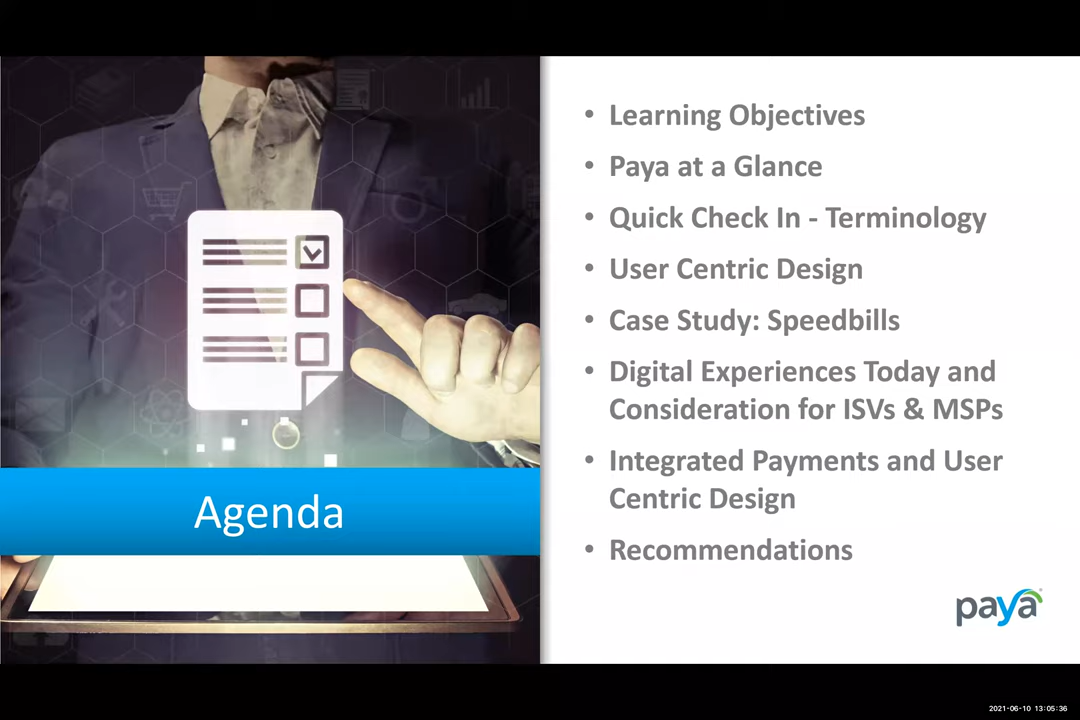 Agenda
• Learning Objectives
• Paya at a Glance
• Quick Check In - Terminology
• User Centric Design
• Case Study: Speedbills
• Digital Experiences Today and
Consideration for ISVs & MSPs
• Integrated Payments and User
Centric Design
• Recommendations
paya
2021-06-10 13:05:36